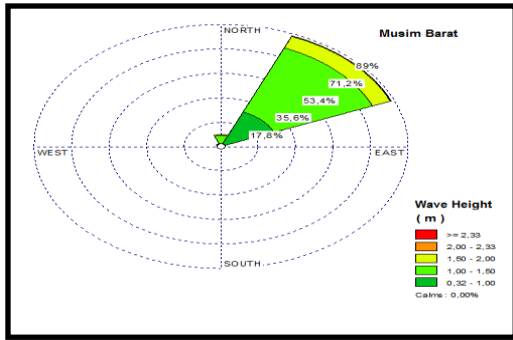 NORTH
Musim Barat
89%
71,2%
53,4%
35,6%
17,8%
WEST
EAST
SOUTH
Wave Height
( m )
>= 2,33
2,00 - 2,33
1,50 - 2,00
1,00 - 1,50
0,32 - 1,00
Calms: 0,00%